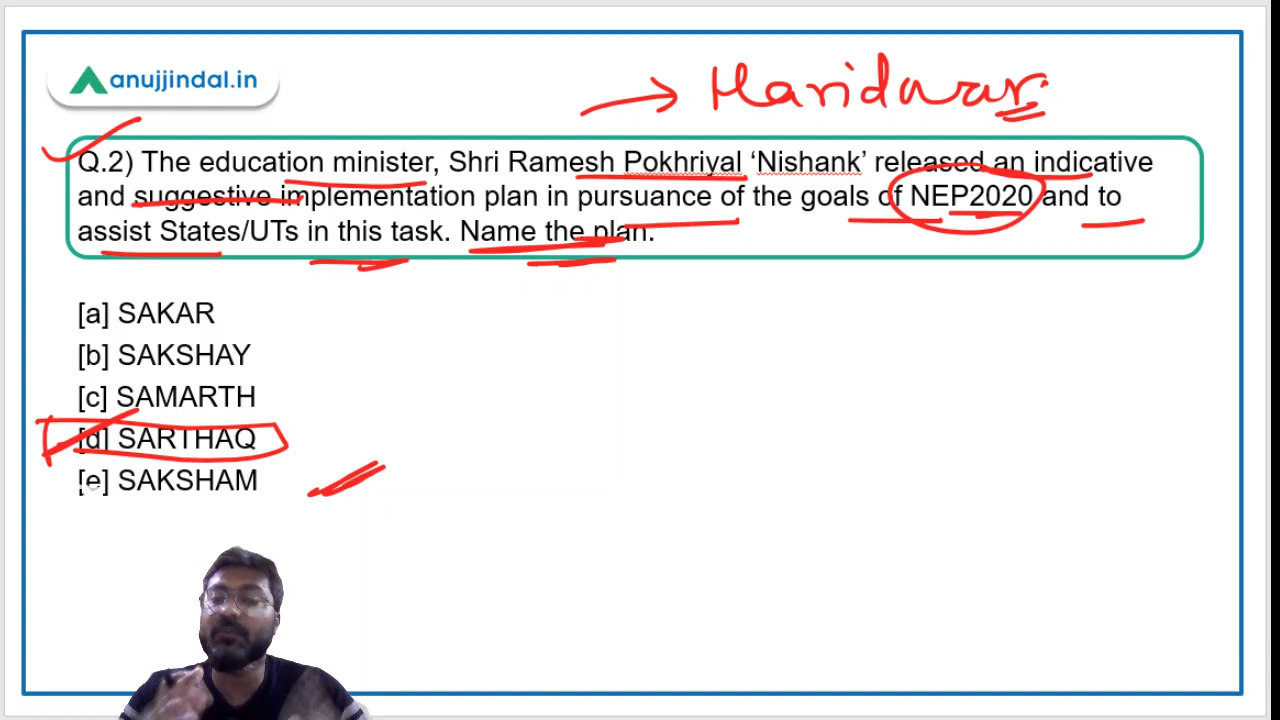 anujjindal.in
Haridwar
Q.2) The education minister, Shri Ramesh Pokhriyal ‘Nishank’ released an indicative
and suggestive implementation plan in pursuance of the goals of NEP2020 and to
assist States/UTs in this task. Name the plan.
[a] SAKAR
[b] SAKSHAY
[c] SAMARTH
[d] SARTHAQ
[e] SAKSHAM